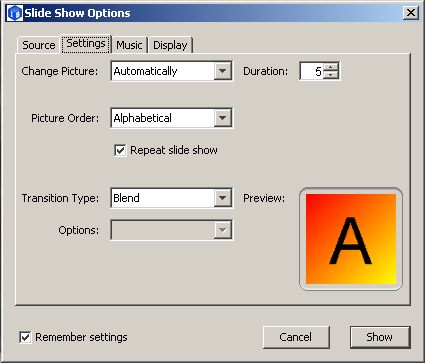 Slide Show Options
Source Settings Music Display
Change Picture: Automatically Duration: 5
Picture Order: Alphabetical
Repeat slide show
Transition Type: Blend Preview:
A
Options:
Remember settings Cancel Show